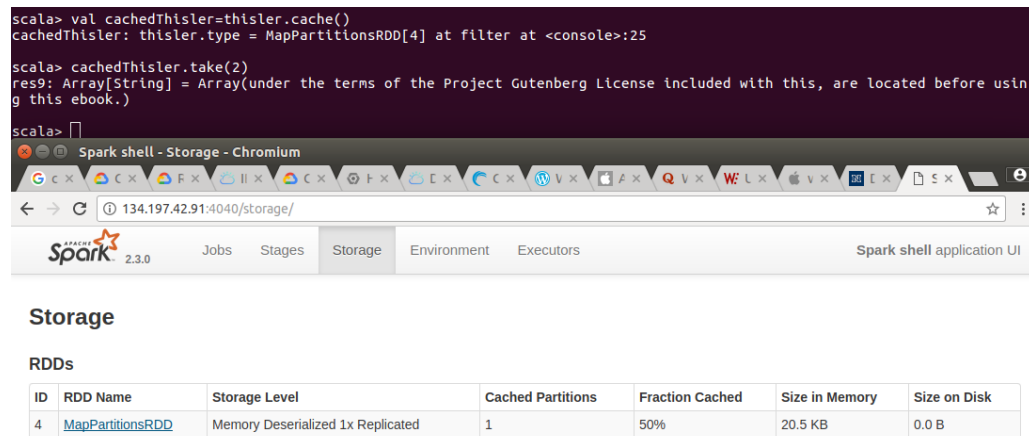 scala> val cachedThisler=thisler.cache()
cachedThisler: thisler.type = MapPartitionsRDD[4] at filter at <console>:25
scala> cachedThisler.take(2)
res9: Array[String] = Array(under the terms of the Project Gutenberg License included with this, are located before usin
g this ebook.)
scala>
Spark shell - Storage - Chromium
134.197.42.91:4040/storage/
APACHE Spark 2.3.0 Jobs Stages Storage Environment Executors Spark shell application UI
Storage
RDDs
ID RDD Name Storage Level Cached Partitions Fraction Cached Size in Memory Size on Disk
4 MapPartitionsRDD Memory Deserialized 1x Replicated 1 50% 20.5 KB 0.0 B